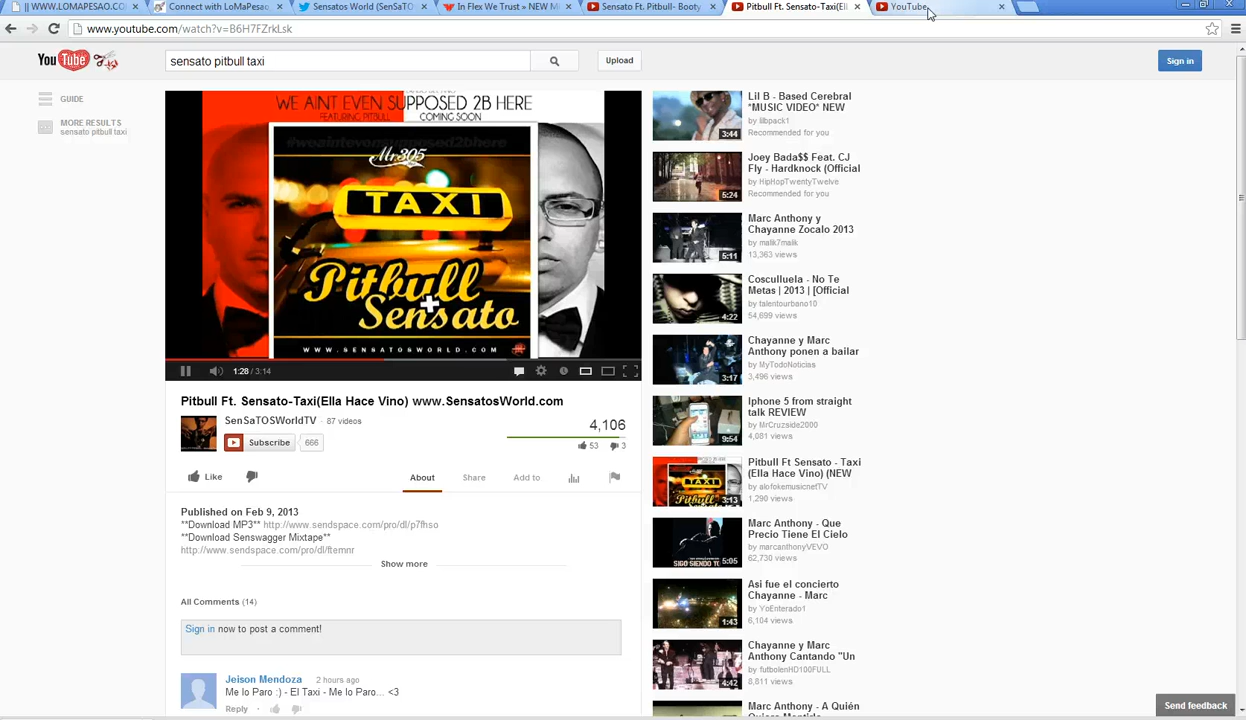 || WWW.LOMAPESAO.C
Connect with LoMaPesao
Sensatos World (SenSaTO
In Flex We Trust » NEW M
Sensato Ft. Pitbull- Booty
Pitbull Ft. Sensato-Taxi(El
YouTube
www.youtube.com/watch?v=B6H7FZrkLsk
YouTube
sensato pitbull taxi
Upload
Sign in
GUIDE
MORE RESULTS
sensato pitbull taxi
WE AINT EVEN SUPPOSED 2B HERE
FEATURING PITBULL
COMING SOON
#weaintevensupposed2bhere
Mr.305
TAXI
Pitbull
+
Sensato
WWW.SENSATOSWORLD.COM
1:28 / 3:14
Pitbull Ft. Sensato-Taxi(Ella Hace Vino) www.SensatosWorld.com
SenSaTOSWorldTV · 87 videos
Subscribe 666
4,106
53 3
Like
About
Share
Add to
Published on Feb 9, 2013
**Download MP3** http://www.sendspace.com/pro/dl/p7fhso
**Download Senswagger Mixtape**
http://www.sendspace.com/pro/dl/ftemnr
Show more
All Comments (14)
Sign in now to post a comment!
Jeison Mendoza 2 hours ago
Me lo Paro :) - El Taxi - Me lo Paro... <3
Reply ·
Lil B - Based Cerebral
*MUSIC VIDEO* NEW
by lilbpack1
Recommended for you
3:44
Joey Bada$$ Feat. CJ
Fly - Hardknock (Official
by HipHopTwentyTwelve
Recommended for you
5:24
Marc Anthony y
Chayanne Zocalo 2013
by malik7malik
13,363 views
5:11
Cosculluela - No Te
Metas | 2013 | [Official
by talentourbano10
54,699 views
4:22
Chayanne y Marc
Anthony ponen a bailar
by MyTodoNoticias
3,496 views
3:17
Iphone 5 from straight
talk REVIEW
by MrCruzside2000
4,081 views
9:54
Pitbull Ft Sensato - Taxi
(Ella Hace Vino) (NEW
by alofokemusicnetTV
1,290 views
3:13
Marc Anthony - Que
Precio Tiene El Cielo
by marcanthonyVEVO
62,730 views
SIGO SIENDO YO
5:05
Asi fue el concierto
Chayanne - Marc
by YoEnterado1
6,104 views
1:43
Chayanne y Marc
Anthony Cantando "Un
by futbolenHD100FULL
8,811 views
4:42
Marc Anthony - A Quién
Send feedback